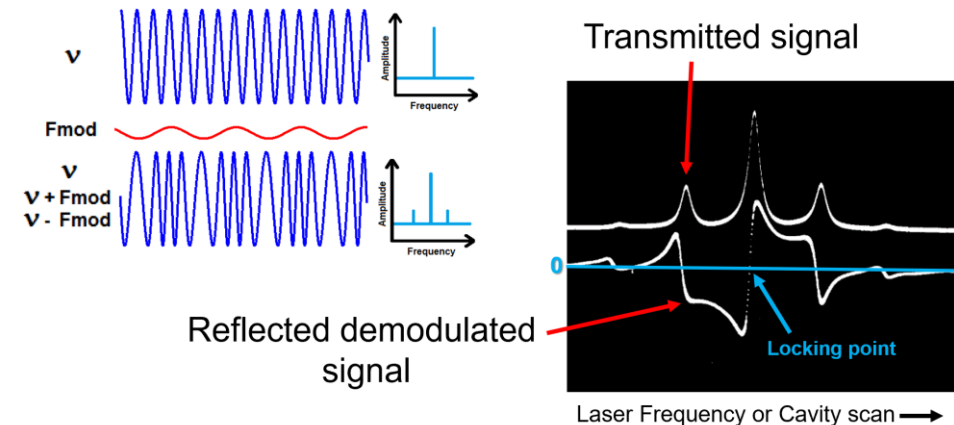 ν
Amplitude
Frequency
Fmod
ν
ν + Fmod
ν - Fmod
Amplitude
Frequency
Transmitted signal
0
Locking point
Reflected demodulated
signal
Laser Frequency or Cavity scan